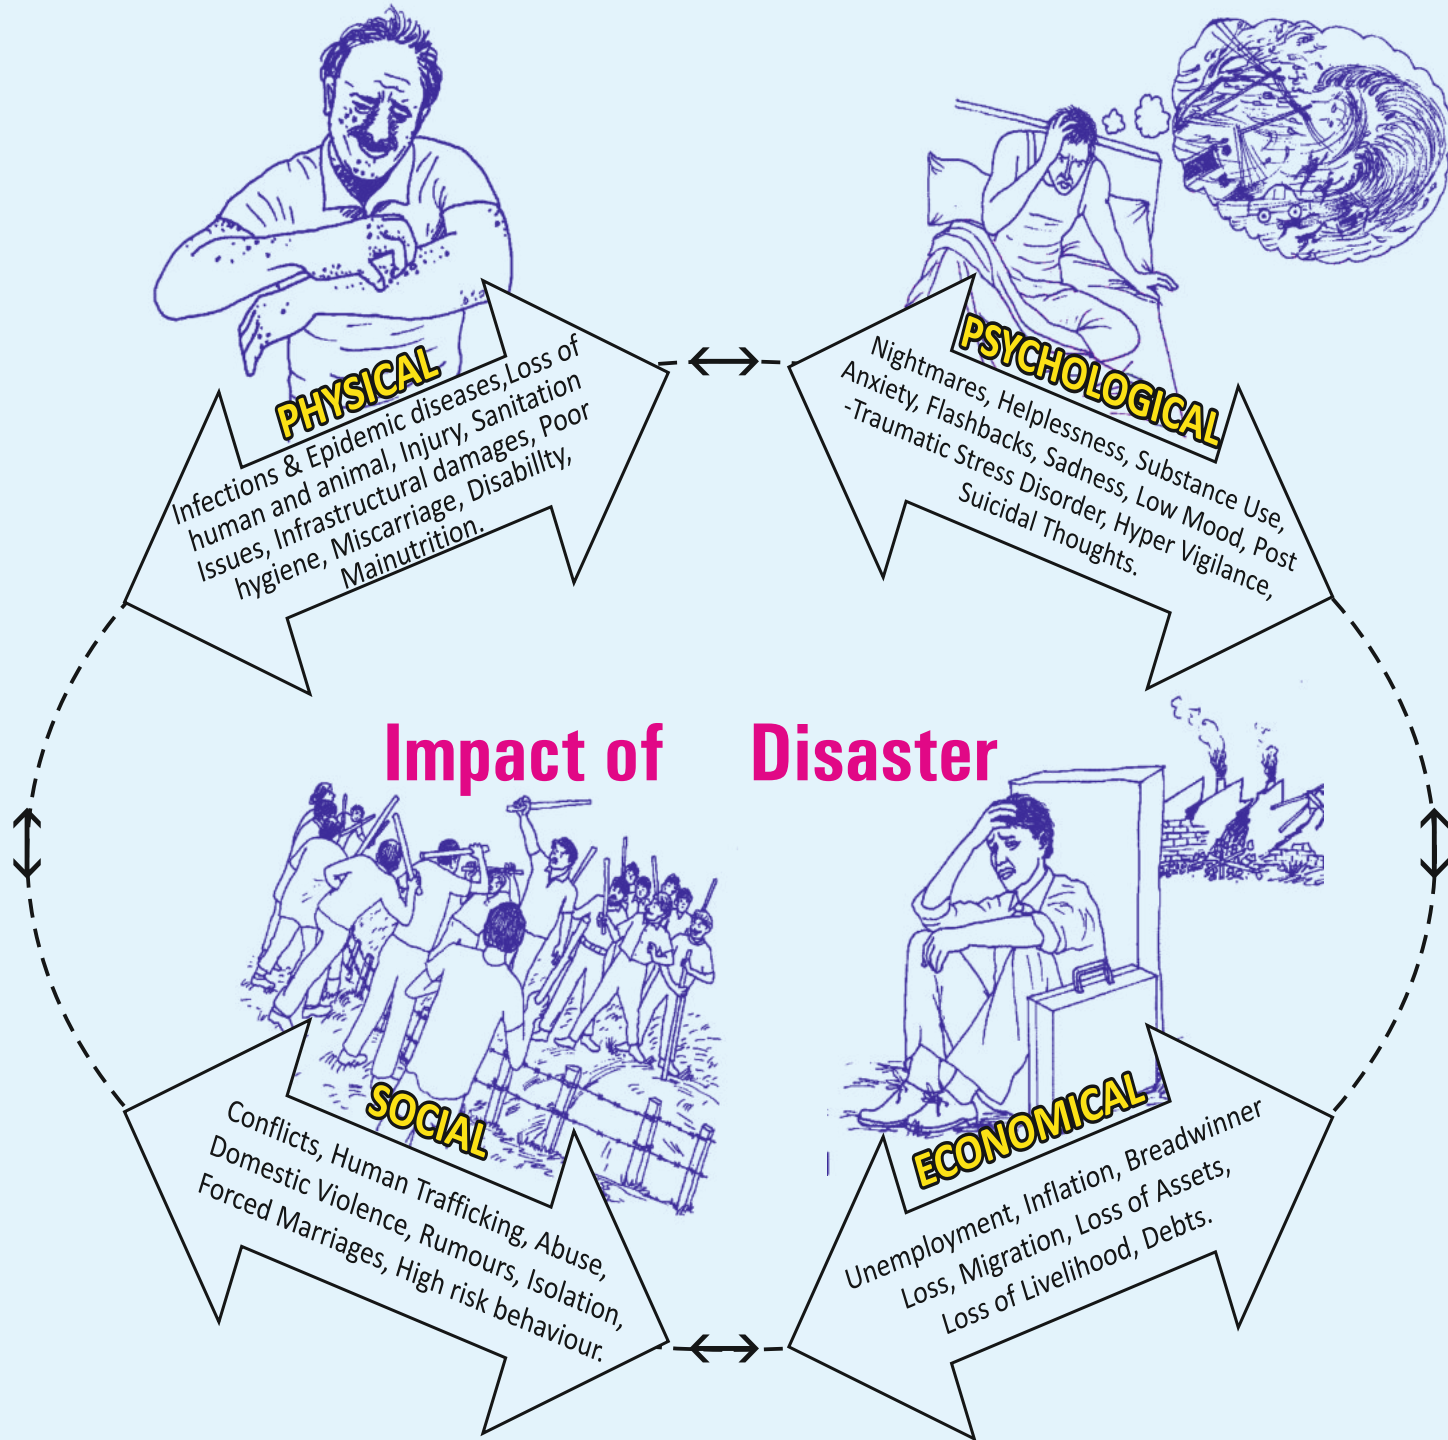 PHYSICAL
Infections & Epidemic diseases,Loss of
human and animal, Injury, Sanitation
Issues, Infrastructural damages, Poor
hygiene, Miscarriage, Disabillty,
Mainutrition.
PSYCHOLOGICAL
Nightmares, Helplessness, Substance Use,
Anxiety, Flashbacks, Sadness, Low Mood, Post
-Traumatic Stress Disorder, Hyper Vigilance,
Suicidal Thoughts.
Impact of Disaster
SOCIAL
Conflicts, Human Trafficking, Abuse,
Domestic Violence, Rumours, Isolation,
Forced Marriages, High risk behaviour.
ECONOMICAL
Unemployment, Inflation, Breadwinner
Loss, Migration, Loss of Assets,
Loss of Livelihood, Debts.